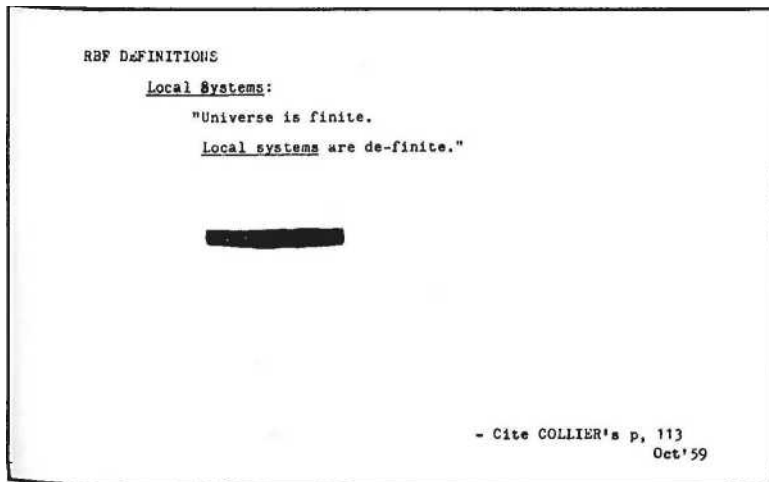 RBF DEFINITIONS
Local Systems:
"Universe is finite.
Local systems are de-finite."
- Cite COLLIER's p, 113
Oct'59